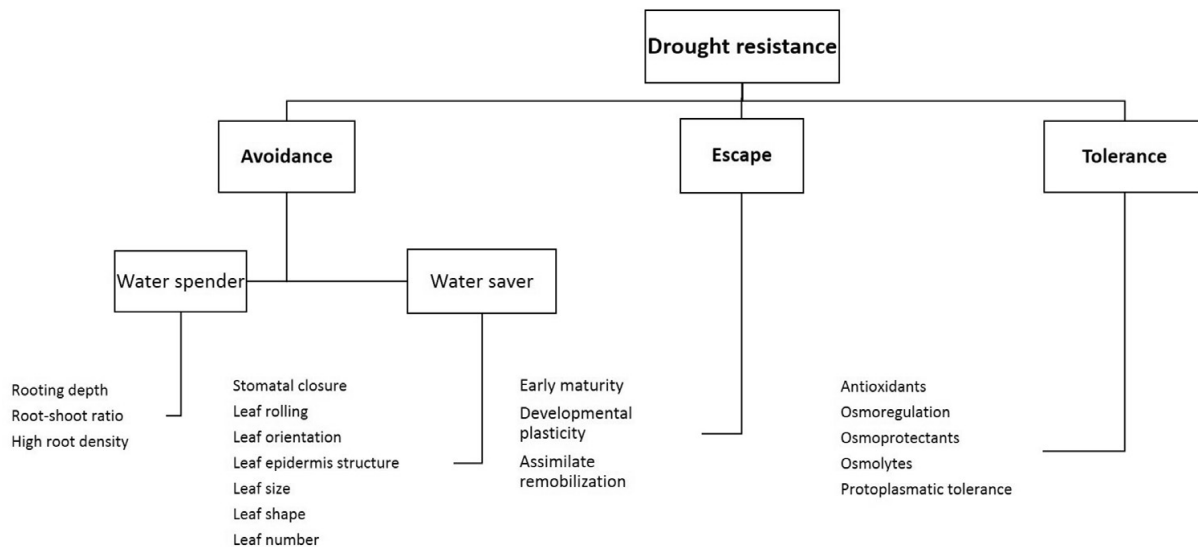 Drought resistance
Avoidance
Escape
Tolerance
Water spender
Water saver
Rooting depth
Root-shoot ratio
High root density
Stomatal closure
Leaf rolling
Leaf orientation
Leaf epidermis structure
Leaf size
Leaf shape
Leaf number
Early maturity
Developmental
plasticity
Assimilate
remobilization
Antioxidants
Osmoregulation
Osmoprotectants
Osmolytes
Protoplasmatic tolerance